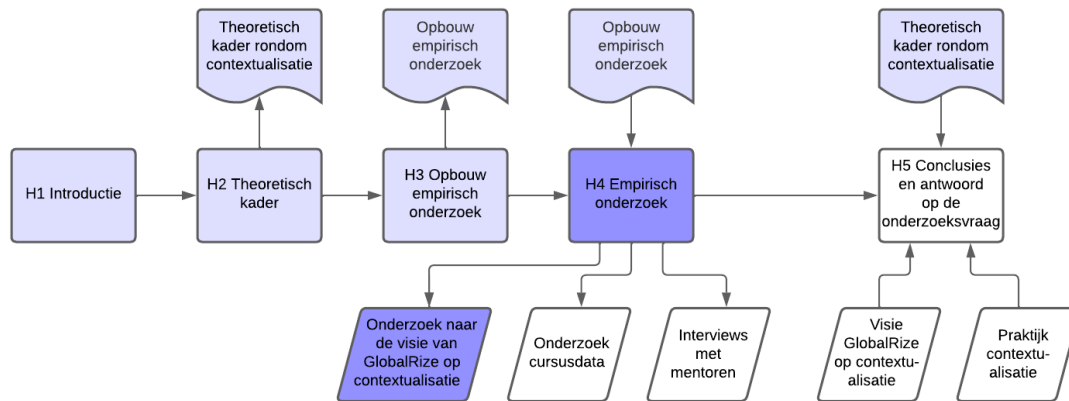 Theoretisch
kader rondom
contextualisatie
Opbouw
empirisch
onderzoek
Opbouw
empirisch
onderzoek
Theoretisch
kader rondom
contextualisatie
H1 Introductie
H2 Theoretisch
kader
H3 Opbouw
empirisch
onderzoek
H4 Empirisch
onderzoek
H5 Conclusies
en antwoord
op de
onderzoeksvraag
Onderzoek naar
de visie van
GlobalRize op
contextualisatie
Onderzoek
cursusdata
Interviews
met
mentoren
Visie
GlobalRize
op contextu-
alisatie
Praktijk
contextu-
alisatie